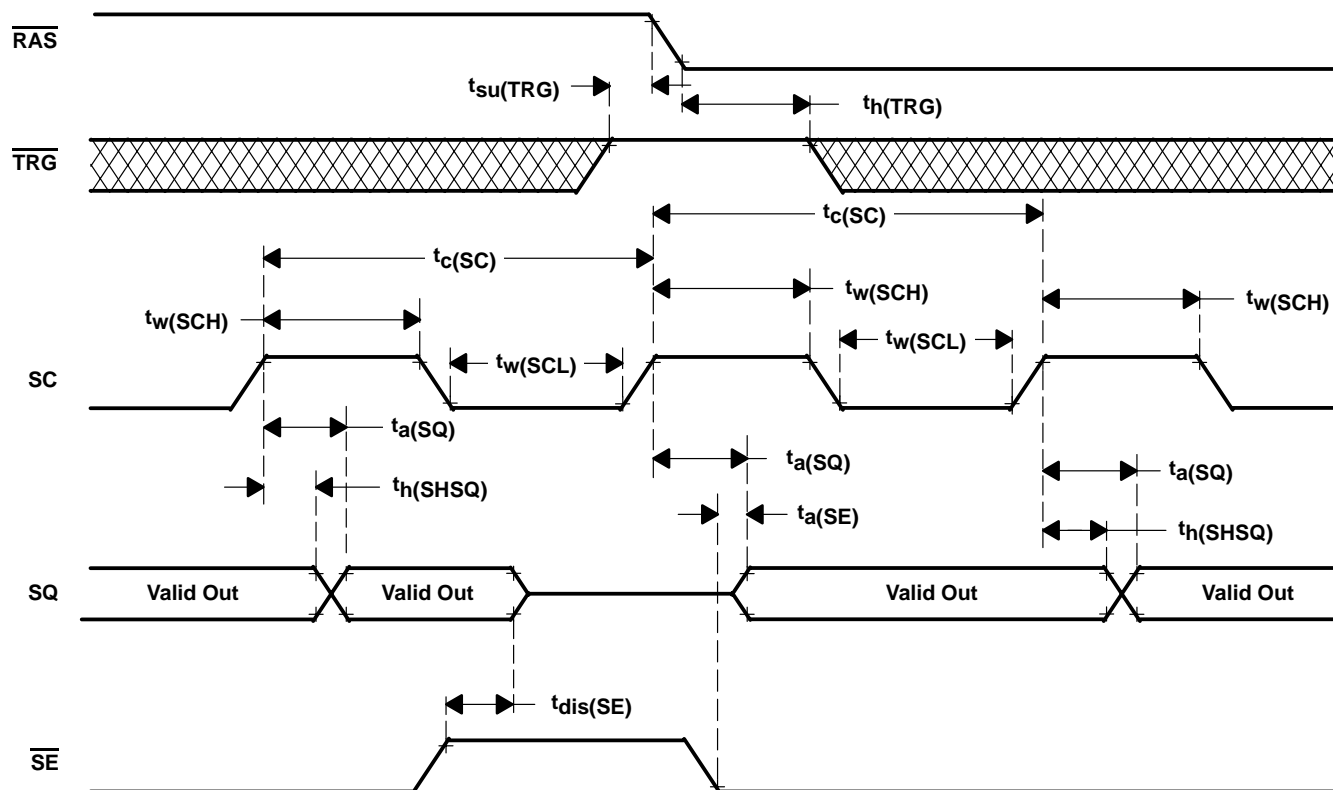 RAS
tsu(TRG)
th(TRG)
TRG
tc(SC)
tc(SC)
tw(SCH)
tw(SCH)
tw(SCH)
tw(SCL)
tw(SCL)
SC
ta(SQ)
ta(SQ)
ta(SQ)
th(SHSQ)
ta(SE)
th(SHSQ)
SQ Valid Out Valid Out Valid Out Valid Out
tdis(SE)
SE